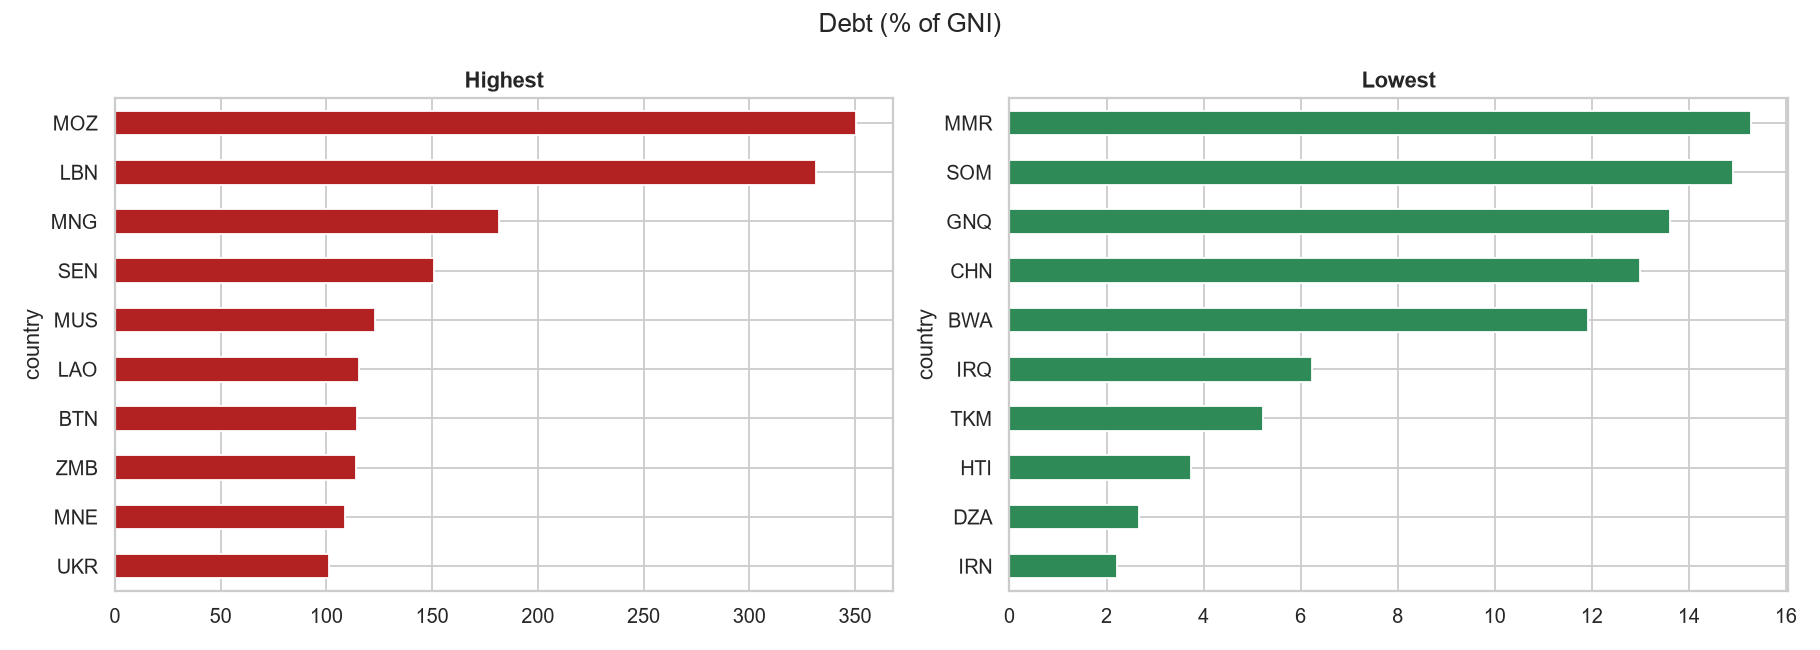 Debt (% of GNI)
Highest
country
MOZ
LBN
MNG
SEN
MUS
LAO
BTN
ZMB
MNE
UKR
0 50 100 150 200 250 300 350
Lowest
country
MMR
SOM
GNQ
CHN
BWA
IRQ
TKM
HTI
DZA
IRN
0 2 4 6 8 10 12 14 16